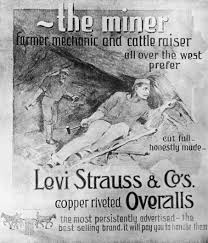 ~the miner
farmer, mechanic and cattle raiser
all over the west
prefer
cut full -
honestly made -
Levi Strauss & Co's.
copper riveted Overalls
the most persistently advertised - the
best selling brand. it will pay you to handle them